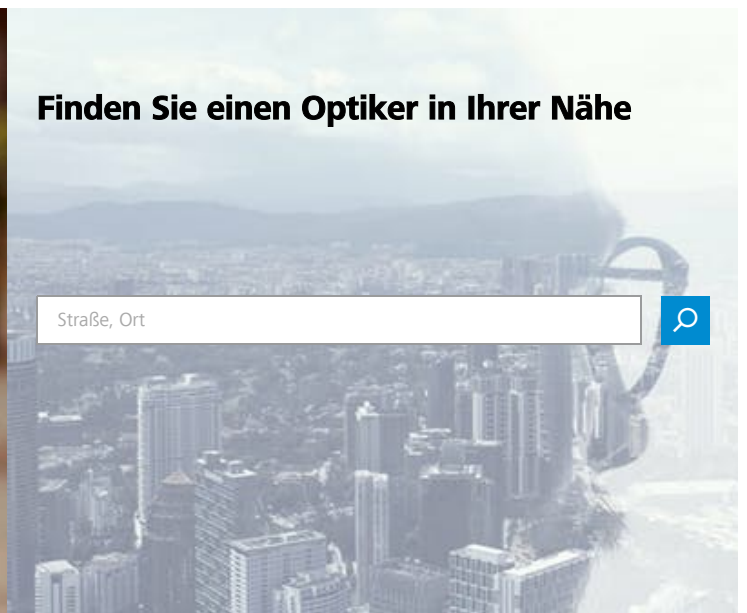 Finden Sie einen Optiker in Ihrer Nähe
Straße, Ort